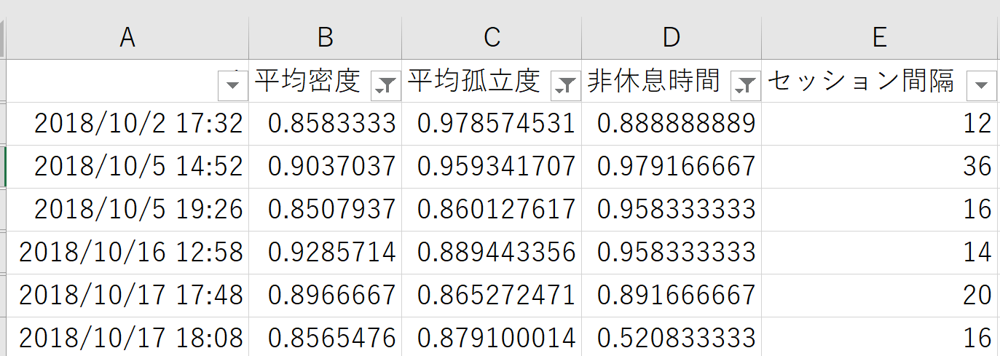 A B C D E
平均密度 平均孤立度 非休息時間 セッション間隔
2018/10/2 17:32 0.8583333 0.978574531 0.888888889 12
2018/10/5 14:52 0.9037037 0.959341707 0.979166667 36
2018/10/5 19:26 0.8507937 0.860127617 0.958333333 16
2018/10/16 12:58 0.9285714 0.889443356 0.958333333 14
2018/10/17 17:48 0.8966667 0.865272471 0.891666667 20
2018/10/17 18:08 0.8565476 0.879100014 0.520833333 16